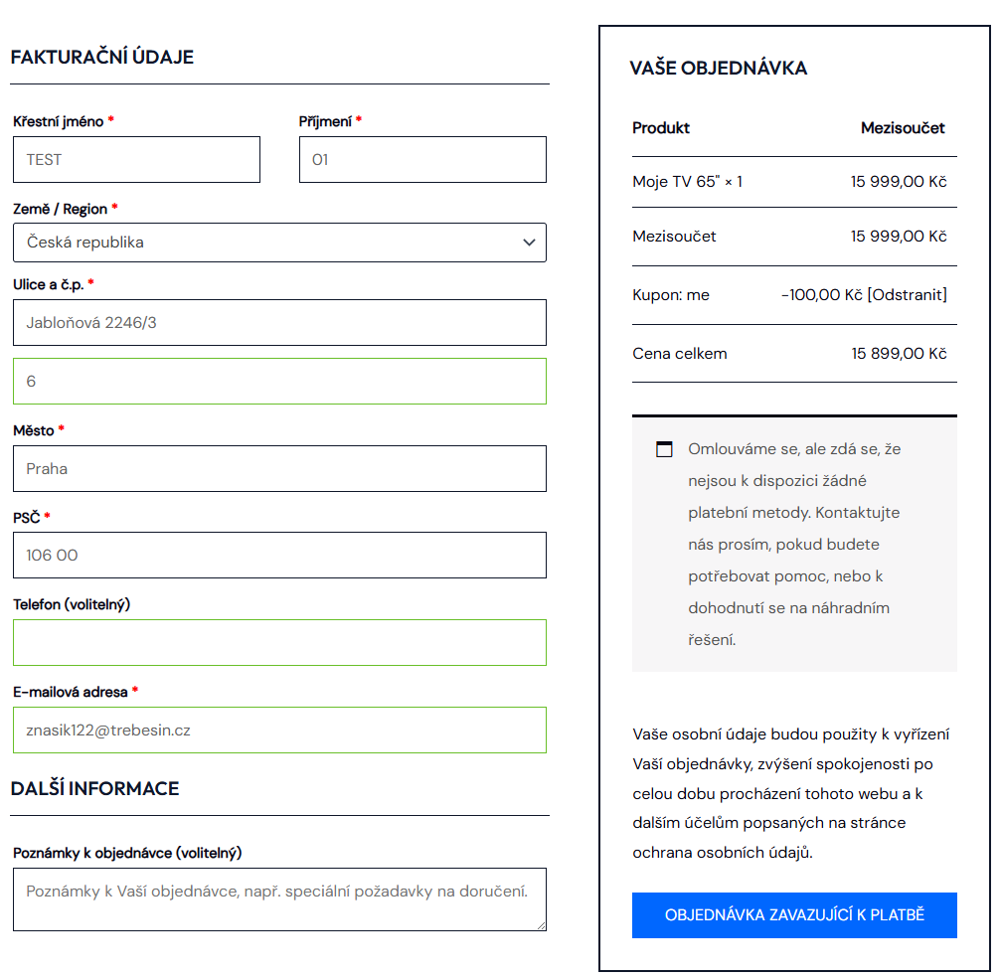 FAKTURAČNÍ ÚDAJE
Křestní jméno *
Příjmení *
TEST
01
Země / Region *
Česká republika
Ulice a č.p. *
Jabloňová 2246/3
6
Město *
Praha
PSČ *
106 00
Telefon (volitelný)
E-mailová adresa *
znasik122@trebesin.cz
DALŠÍ INFORMACE
Poznámky k objednávce (volitelný)
Poznámky k Vaší objednávce, např. speciální požadavky na doručení.
VAŠE OBJEDNÁVKA
Produkt Mezisoučet
Moje TV 65" × 1 15 999,00 Kč
Mezisoučet 15 999,00 Kč
Kupon: me -100,00 Kč [Odstranit]
Cena celkem 15 899,00 Kč
Omlouváme se, ale zdá se, že
nejsou k dispozici žádné
platební metody. Kontaktujte
nás prosím, pokud budete
potřebovat pomoc, nebo k
dohodnutí se na náhradním
řešení.
Vaše osobní údaje budou použity k vyřízení
Vaší objednávky, zvýšení spokojenosti po
celou dobu procházení tohoto webu a k
dalším účelům popsaných na stránce
ochrana osobních údajů.
OBJEDNÁVKA ZAVAZUJÍCÍ K PLATBĚ